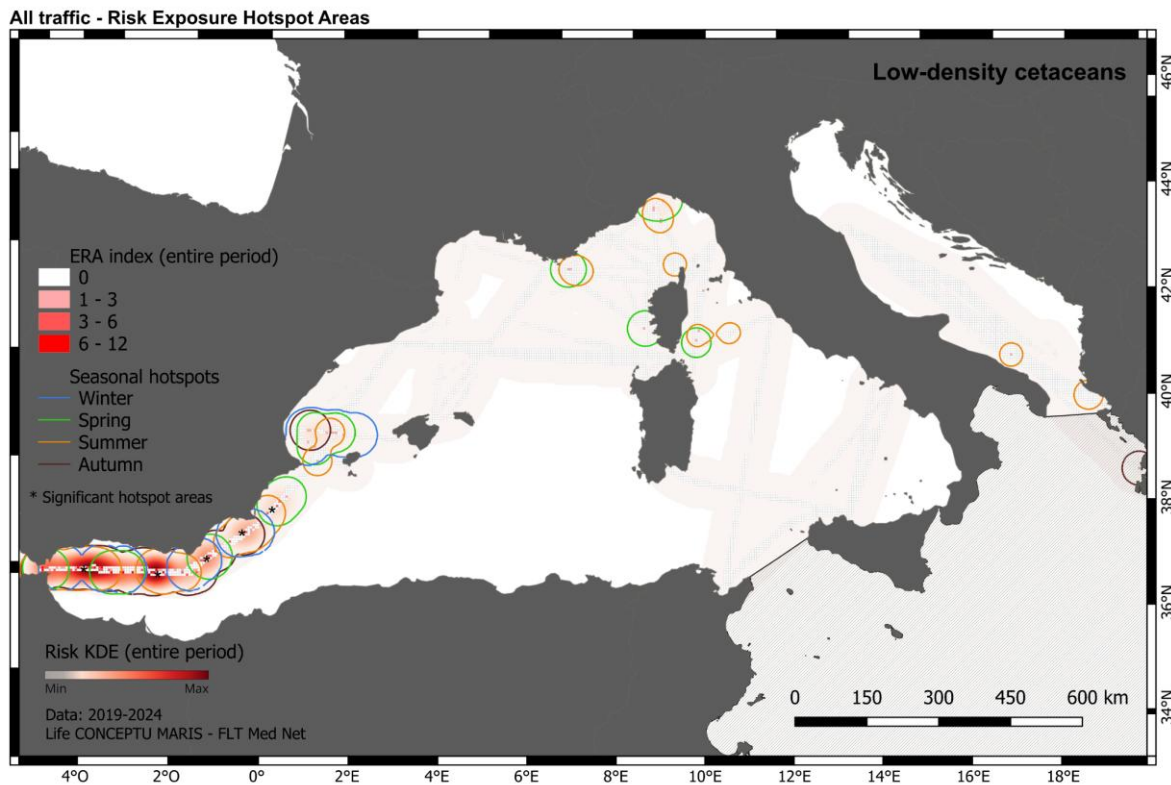 All traffic - Risk Exposure Hotspot Areas
Low-density cetaceans
ERA index (entire period)
0
1 - 3
3 - 6
6 - 12
Seasonal hotspots
Winter
Spring
Summer
Autumn
* Significant hotspot areas
* * * *
Risk KDE (entire period)
Min Max
Data: 2019-2024
Life CONCEPTU MARIS - FLT Med Net
0 150 300 450 600 km
46°N
44°N
42°N
40°N
38°N
36°N
34°N
4°O 2°O 0° 2°E 4°E 6°E 8°E 10°E 12°E 14°E 16°E 18°E